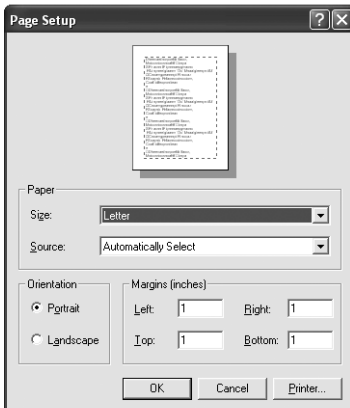 Page Setup
Paper
Size: Letter
Source: Automatically Select
Orientation Margins (inches)
Portrait Left: 1 Right: 1
Landscape Top: 1 Bottom: 1
OK Cancel Printer...